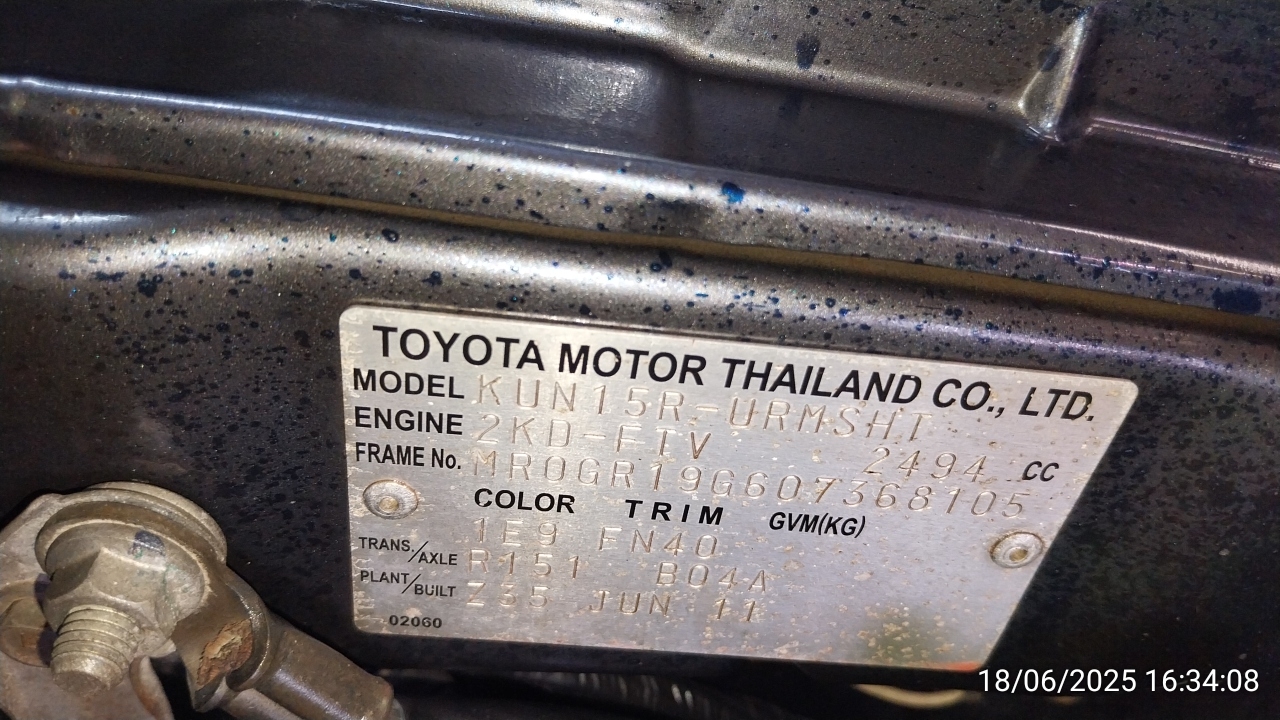 TOYOTA MOTOR THAILAND CO., LTD.
MODEL KUN15R-URMSHT
ENGINE 2KD-FTV 2494 CC
FRAME No. MR0GR19G607368105
COLOR TRIM GVM(KG)
1E9 FN40
TRANS./AXLE R151 B04A
PLANT/BUILT Z35 JUN 11
02060
18/06/2025 16:34:08